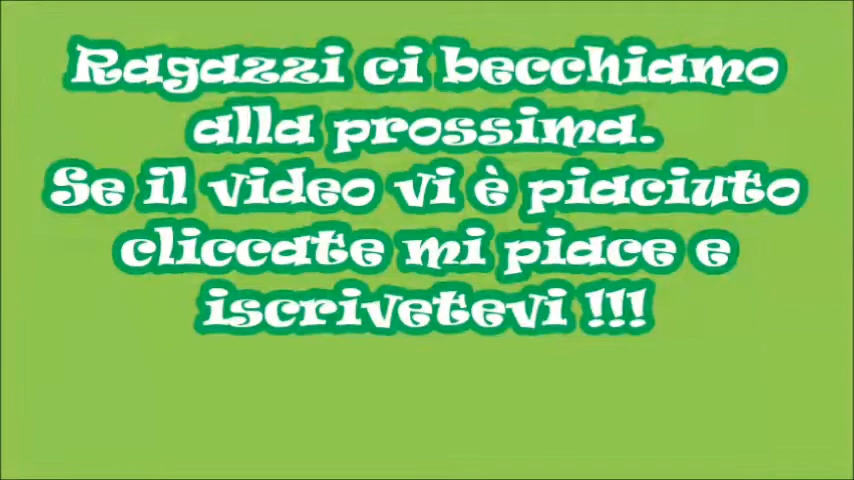 Ragazzi ci becchiamo
alla prossima.
Se il video vi è piaciuto
cliccate mi piace e
iscrivetevi !!!